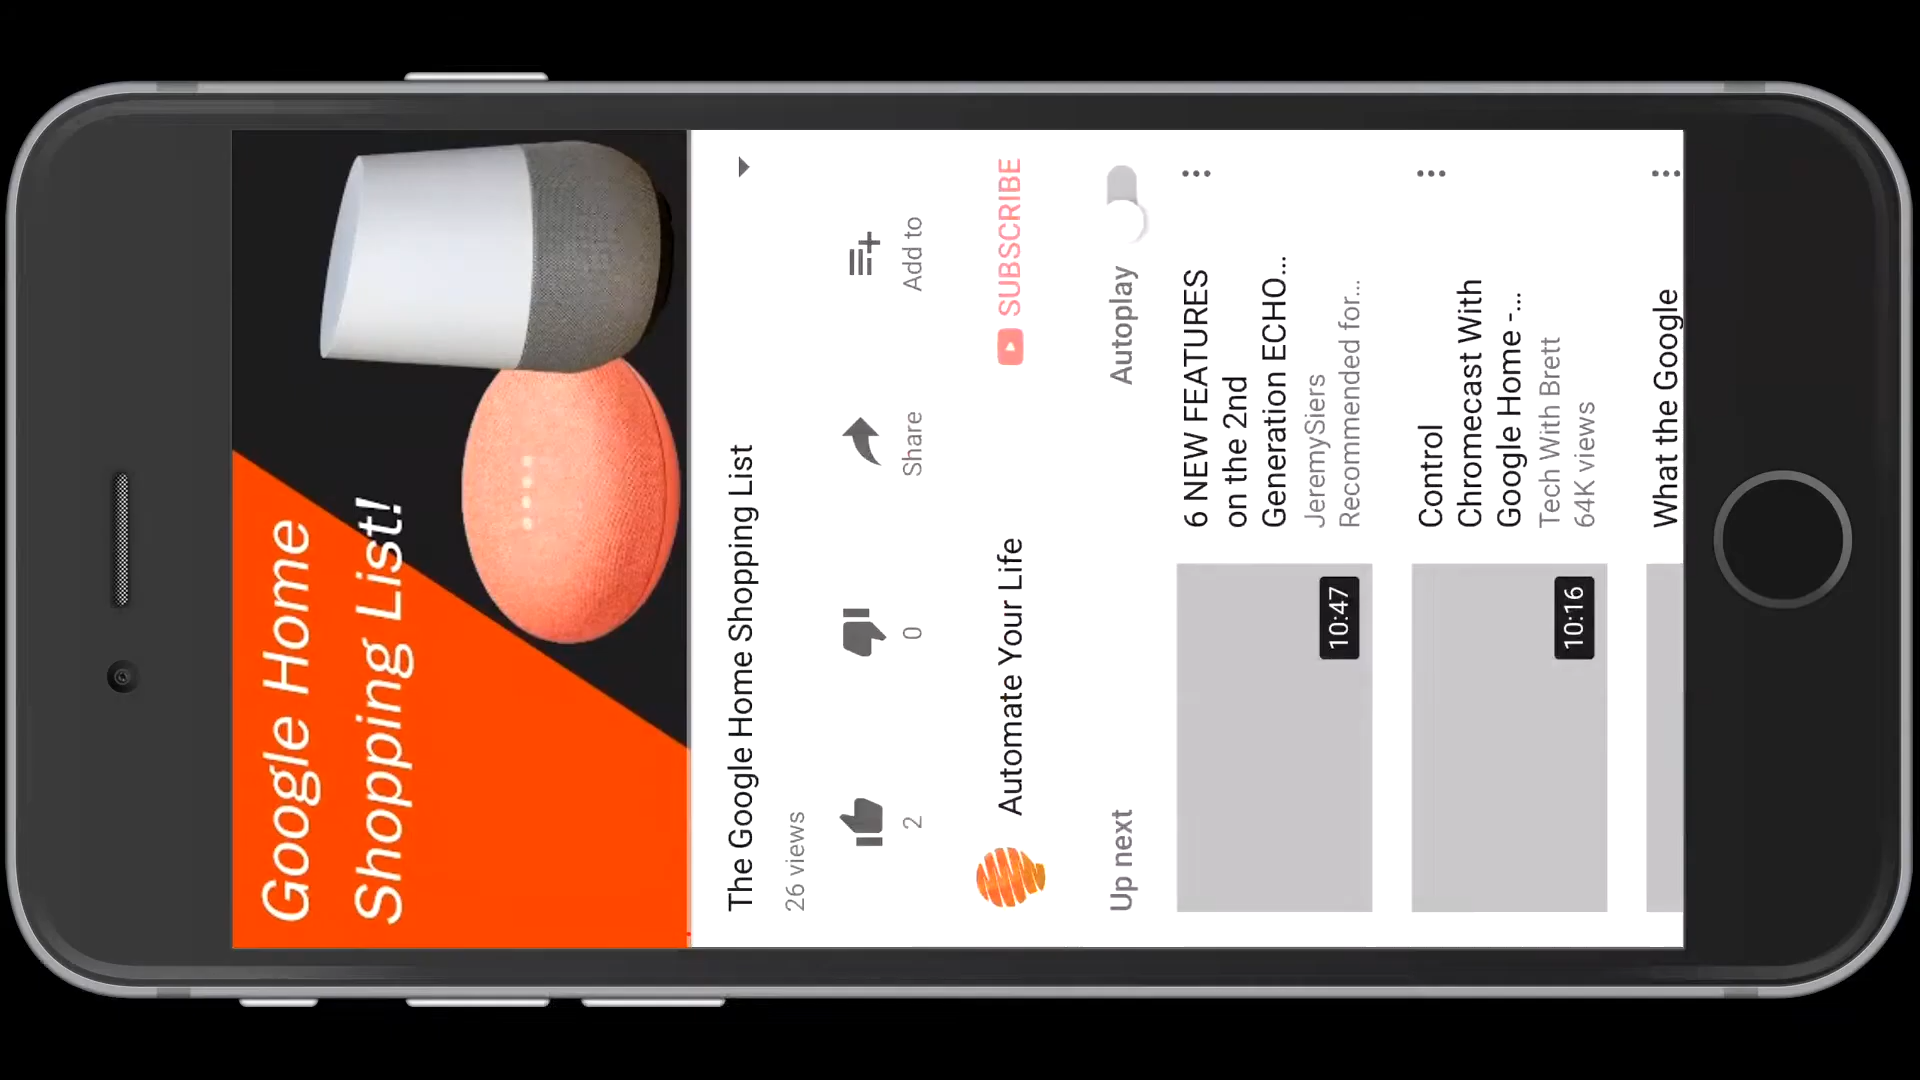 Google Home
Shopping List!
The Google Home Shopping List
26 views
2
0
Share
Add to
Automate Your Life
SUBSCRIBE
Up next
Autoplay
6 NEW FEATURES
on the 2nd
Generation ECHO...
JeremySiers
Recommended for...
10:47
Control
Chromecast With
Google Home -...
Tech With Brett
64K views
10:16
What the Google